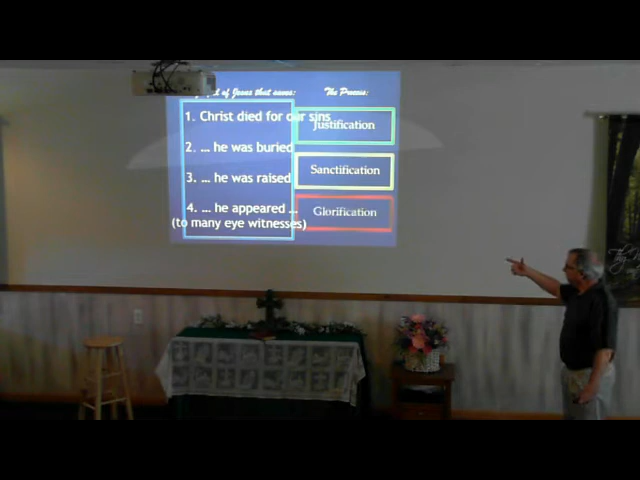 of Jesus that saves:
The Process:
1. Christ died for our sins
Justification
2. ... he was buried
Sanctification
3. ... he was raised
4. ... he appeared ...
Glorification
(to many eye witnesses)